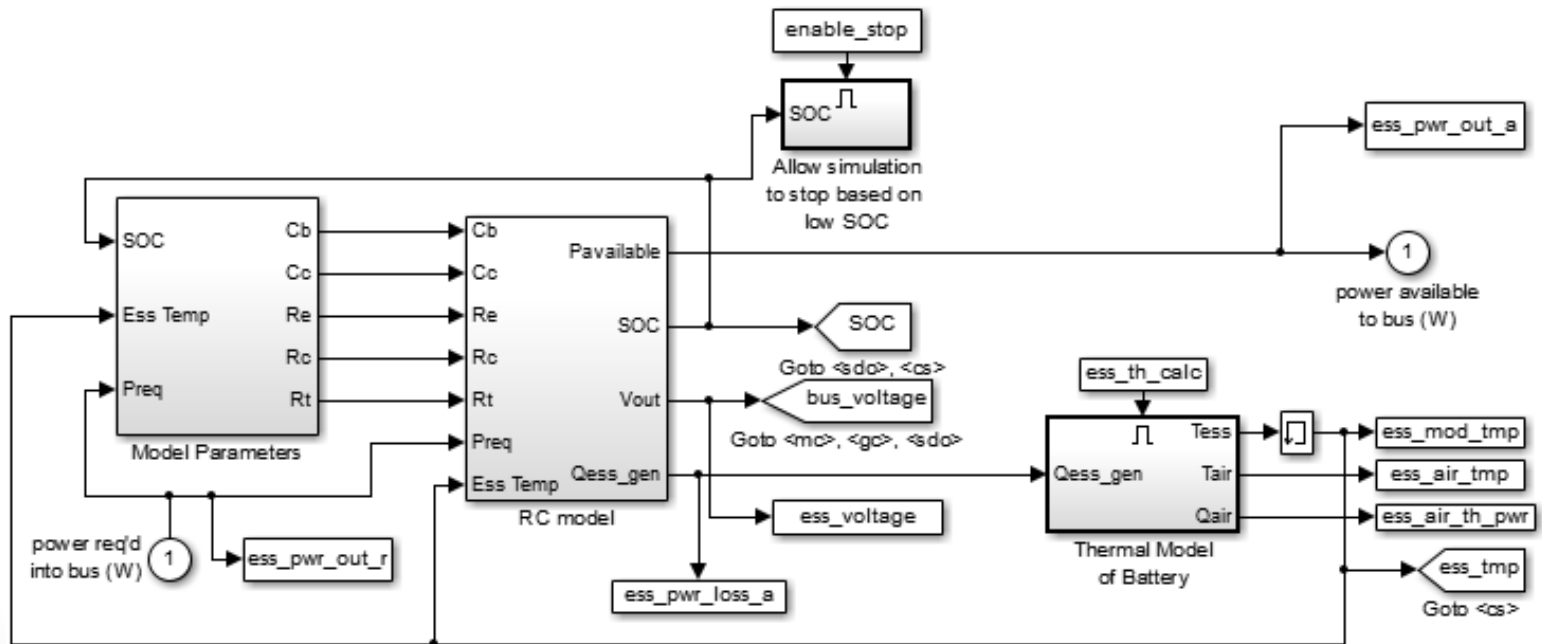 enable_stop
SOC
Allow simulation
to stop based on
low SOC
ess_pwr_out_a
1
power available
to bus (W)
SOC
Ess Temp
Preq
Cb
Cc
Re
Rc
Rt
Model Parameters
Cb
Cc
Re
Rc
Rt
Preq
Ess Temp
Pavailable
SOC
Vout
Qess_gen
RC model
SOC
Goto <sdo>, <cs>
bus_voltage
Goto <mc>, <gc>, <sdo>
ess_voltage
ess_pwr_loss_a
power req'd
into bus (W)
1
ess_pwr_out_r
ess_th_calc
Qess_gen
Tess
Tair
Qair
Thermal Model
of Battery
ess_mod_tmp
ess_air_tmp
ess_air_th_pwr
ess_tmp
Goto <cs>